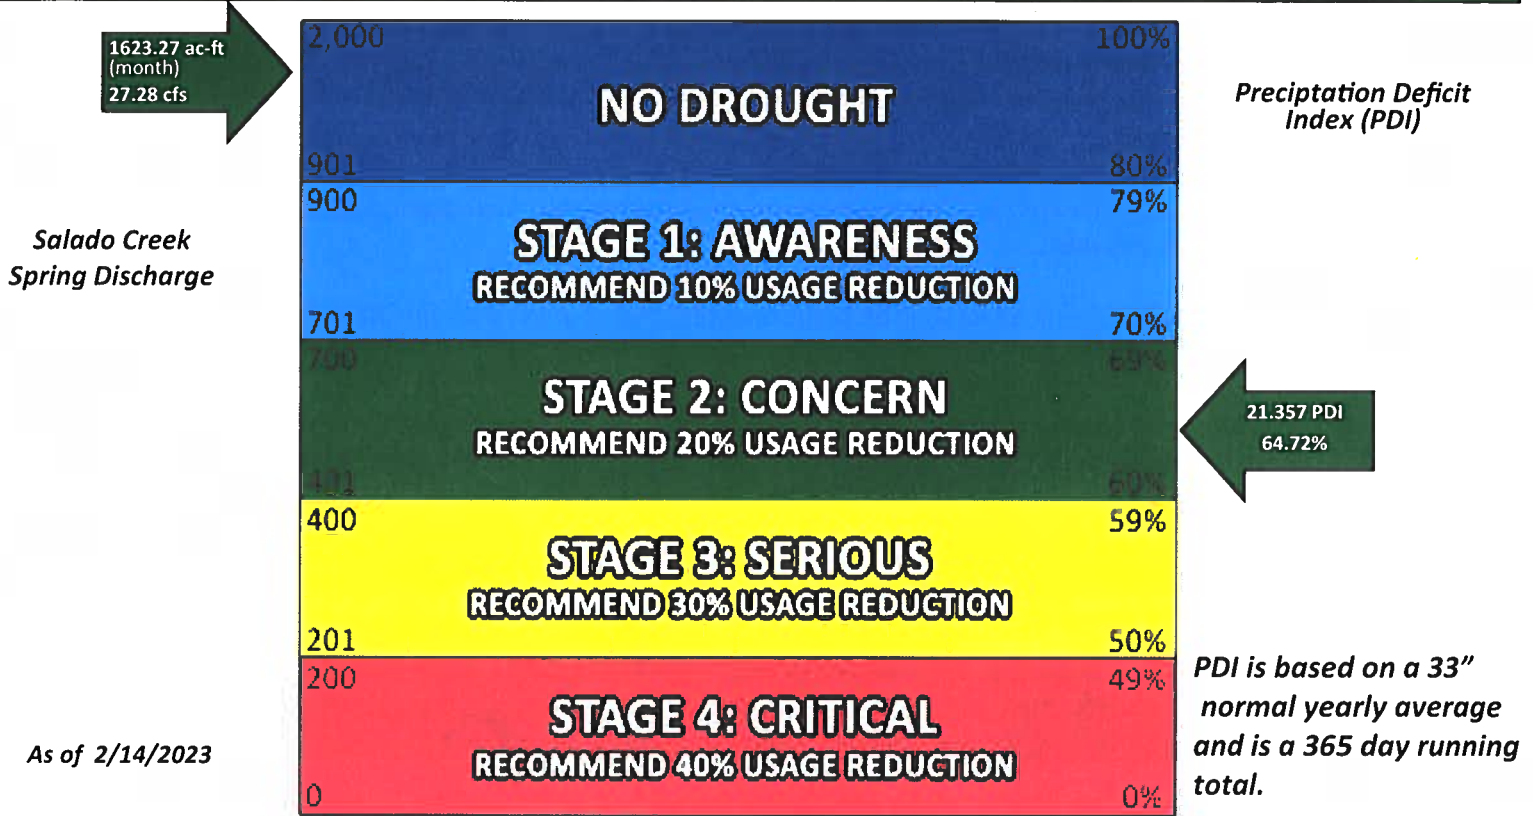 1623.27 ac-ft
(month)
27.28 cfs
2,000
100%
NO DROUGHT
901
80%
Preciptation Deficit
Index (PDI)
Salado Creek
Spring Discharge
900
79%
STAGE 1: AWARENESS
RECOMMEND 10% USAGE REDUCTION
701
70%
700
69%
STAGE 2: CONCERN
RECOMMEND 20% USAGE REDUCTION
401
60%
21.357 PDI
64.72%
400
59%
STAGE 3: SERIOUS
RECOMMEND 30% USAGE REDUCTION
201
50%
200
49%
STAGE 4: CRITICAL
RECOMMEND 40% USAGE REDUCTION
0
0%
As of 2/14/2023
PDI is based on a 33”
normal yearly average
and is a 365 day running
total.